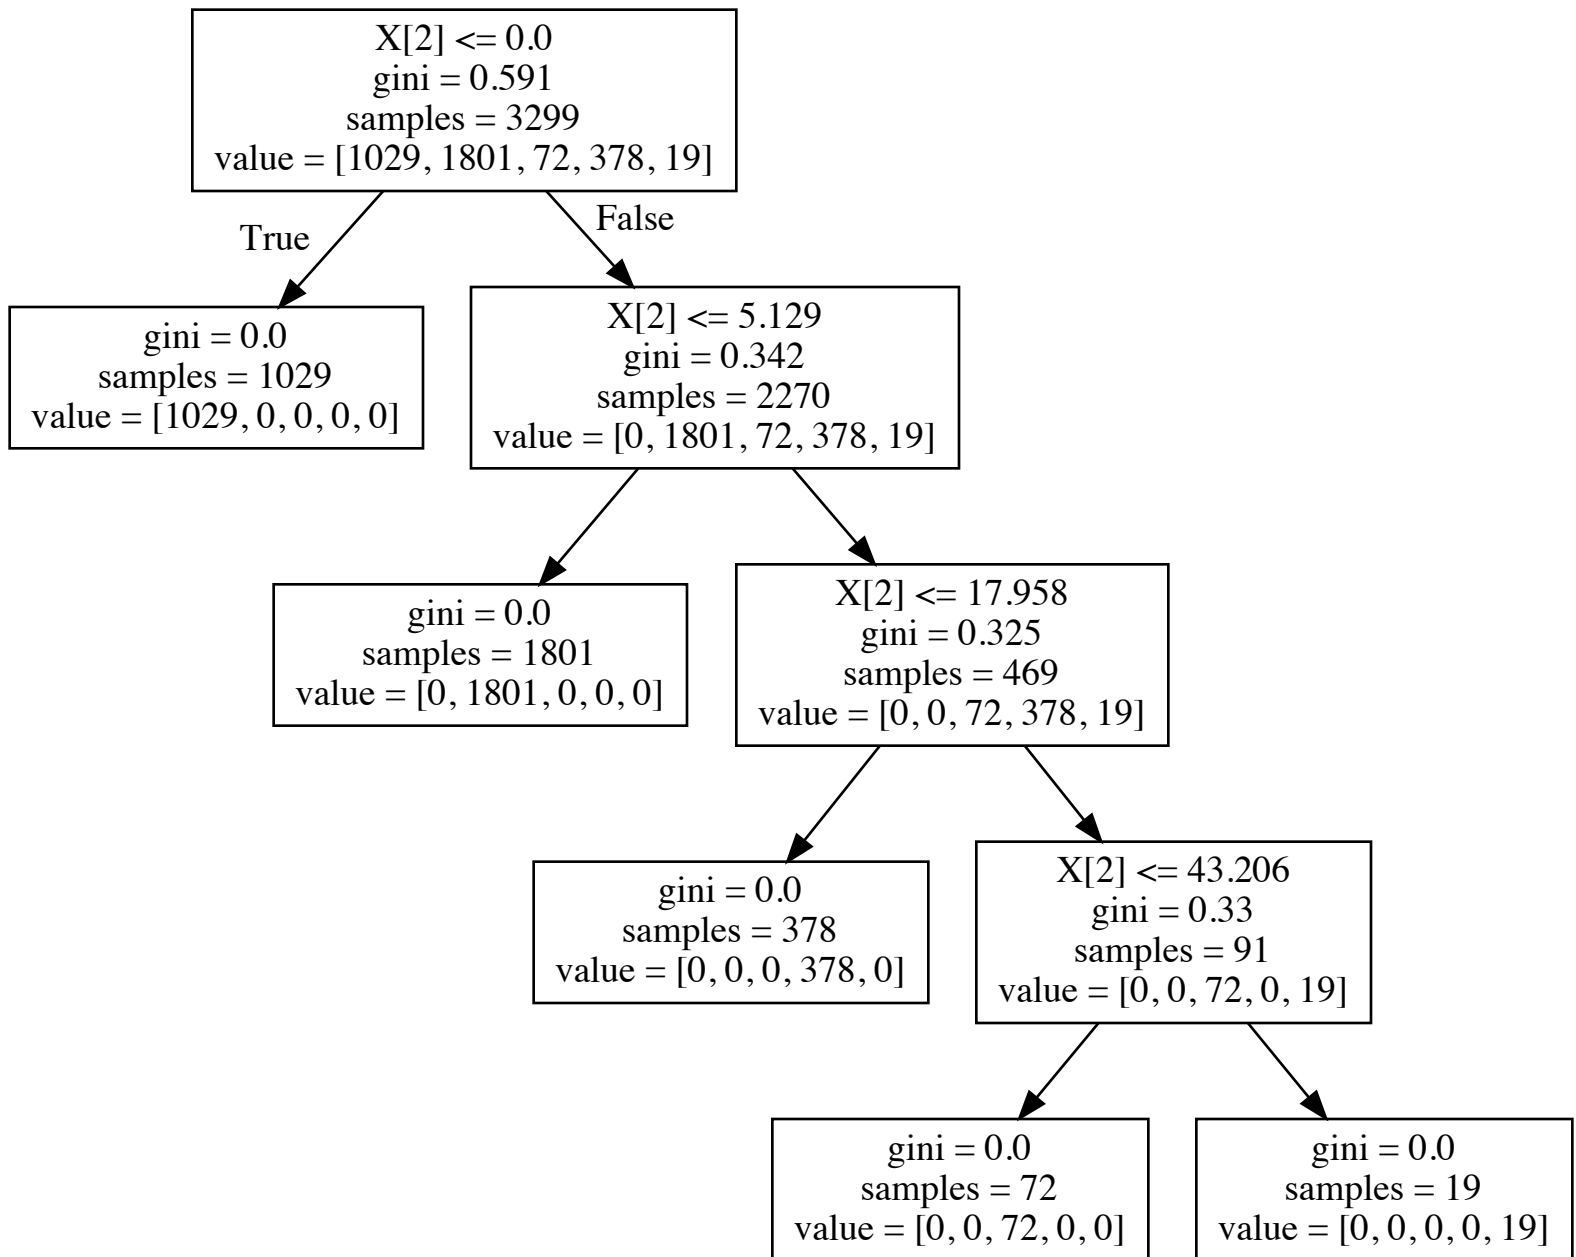 X[2] <= 0.0
gini = 0.591
samples = 3299
value = [1029, 1801, 72, 378, 19]
True
False
gini = 0.0
samples = 1029
value = [1029, 0, 0, 0, 0]
X[2] <= 5.129
gini = 0.342
samples = 2270
value = [0, 1801, 72, 378, 19]
gini = 0.0
samples = 1801
value = [0, 1801, 0, 0, 0]
X[2] <= 17.958
gini = 0.325
samples = 469
value = [0, 0, 72, 378, 19]
gini = 0.0
samples = 378
value = [0, 0, 0, 378, 0]
X[2] <= 43.206
gini = 0.33
samples = 91
value = [0, 0, 72, 0, 19]
gini = 0.0
samples = 72
value = [0, 0, 72, 0, 0]
gini = 0.0
samples = 19
value = [0, 0, 0, 0, 19]